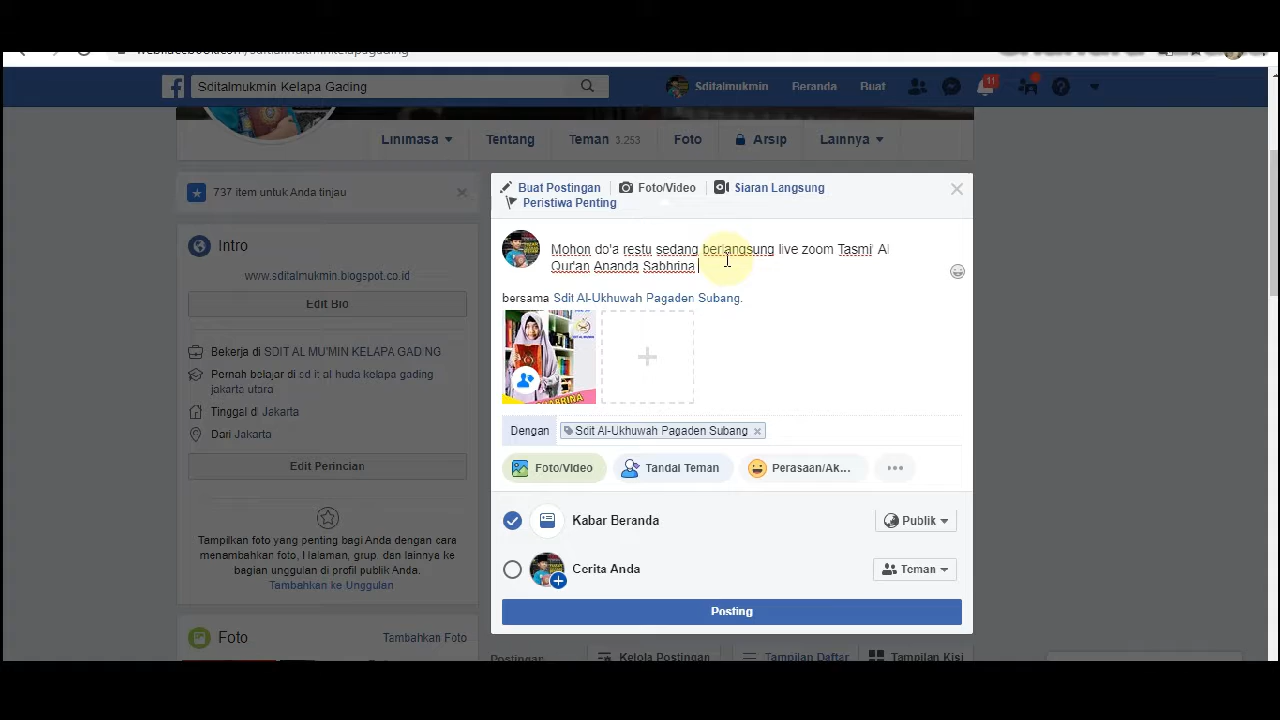 Sditalmukmin Kelapa Gacing
Sditalmukmin
Beranda
Buat
11
Linimasa
Tentang
Teman 3.253
Foto
Arsip
Lainnya
737 item untuk Anda tinjau
Buat Postingan
Foto/Video
Siaran Langsung
Peristiwa Penting
Intro
www.sditalmukmin.blogspot.co.id
Edit Bio
Bekerja di SDIT AL MU'MIN KELAPA GADING
Pernah belajar di sd it al huda kelapa gading
jakarta utara
Tinggal di Jakarta
Dari Jakarta
Edit Perincian
Tampilkan foto yang penting bagi Anda dengan cara
menambahkan foto, Halaman, grup, dan lainnya ke
bagian unggulan di profil publik Anda.
Tambahkan ke Unggulan
Foto
Tambahkan Foto
Mohon do'a restu sedang berlangsung live zoom Tasmi' Al
Qur'an Ananda Sabhrina
bersama Sdit Al-Ukhuwah Pagaden Subang.
Dengan
Sdit Al-Ukhuwah Pagaden Subang
Foto/Video
Tandai Teman
Perasaan/Ak...
Kabar Beranda
Publik
Cerita Anda
Teman
Posting
Postingan
Kelola Postingan
Tampilan Daftar
Tampilan Kisi